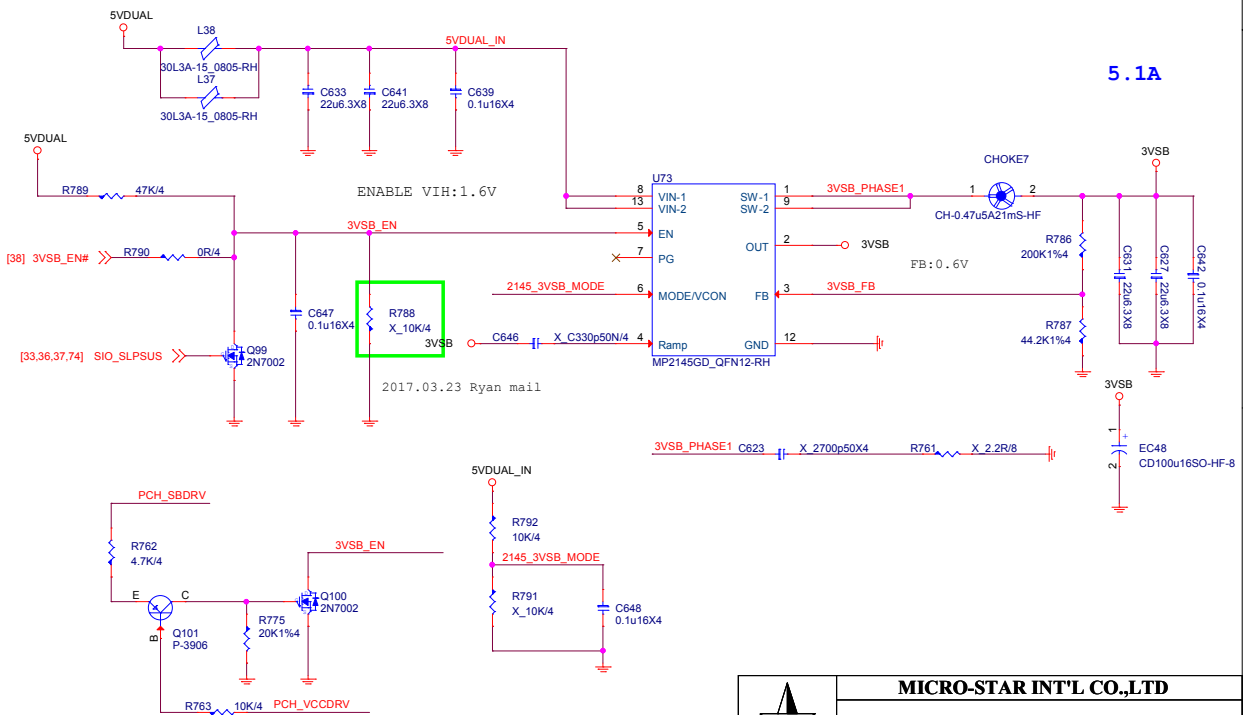 5VDUAL
L38
30L3A-15_0805-RH
L37
30L3A-15_0805-RH
5VDUAL_IN
C633
22u6.3X8
C641
22u6.3X8
C639
0.1u16X4
5.1A
5VDUAL
R789 47K/4
ENABLE VIH:1.6V
3VSB_EN
[38] 3VSB_EN# R790 0R/4
C647
0.1u16X4
R788
X_10K/4
2017.03.23 Ryan mail
[33,36,37,74] SIO_SLPSUS
Q99
2N7002
2145_3VSB_MODE
3VSB C646 X_C330p50N/4
U73
8 VIN-1
13 VIN-2
5 EN
7 PG
6 MODE/VCON
4 Ramp
SW-1 1
SW-2 9
OUT 2
FB 3
GND 12
MP2145GD_QFN12-RH
3VSB_PHASE1
3VSB
FB:0.6V
3VSB_FB
CHOKE7
1 2
CH-0.47u5A21mS-HF
3VSB
R786
200K1%4
R787
44.2K1%4
C631 22u6.3X8
C627 22u6.3X8
C642 0.1u16X4
3VSB
1
+
2
EC48
CD100u16SO-HF-8
3VSB_PHASE1 C623 X_2700p50X4 R761 X_2.2R/8
PCH_SBDRV
R762
4.7K/4
E C
B
Q101
P-3906
R763 10K/4 PCH_VCCDRV
R775
20K1%4
3VSB_EN
Q100
2N7002
5VDUAL_IN
R792
10K/4
2145_3VSB_MODE
R791
X_10K/4
C648
0.1u16X4
MICRO-STAR INT'L CO.,LTD